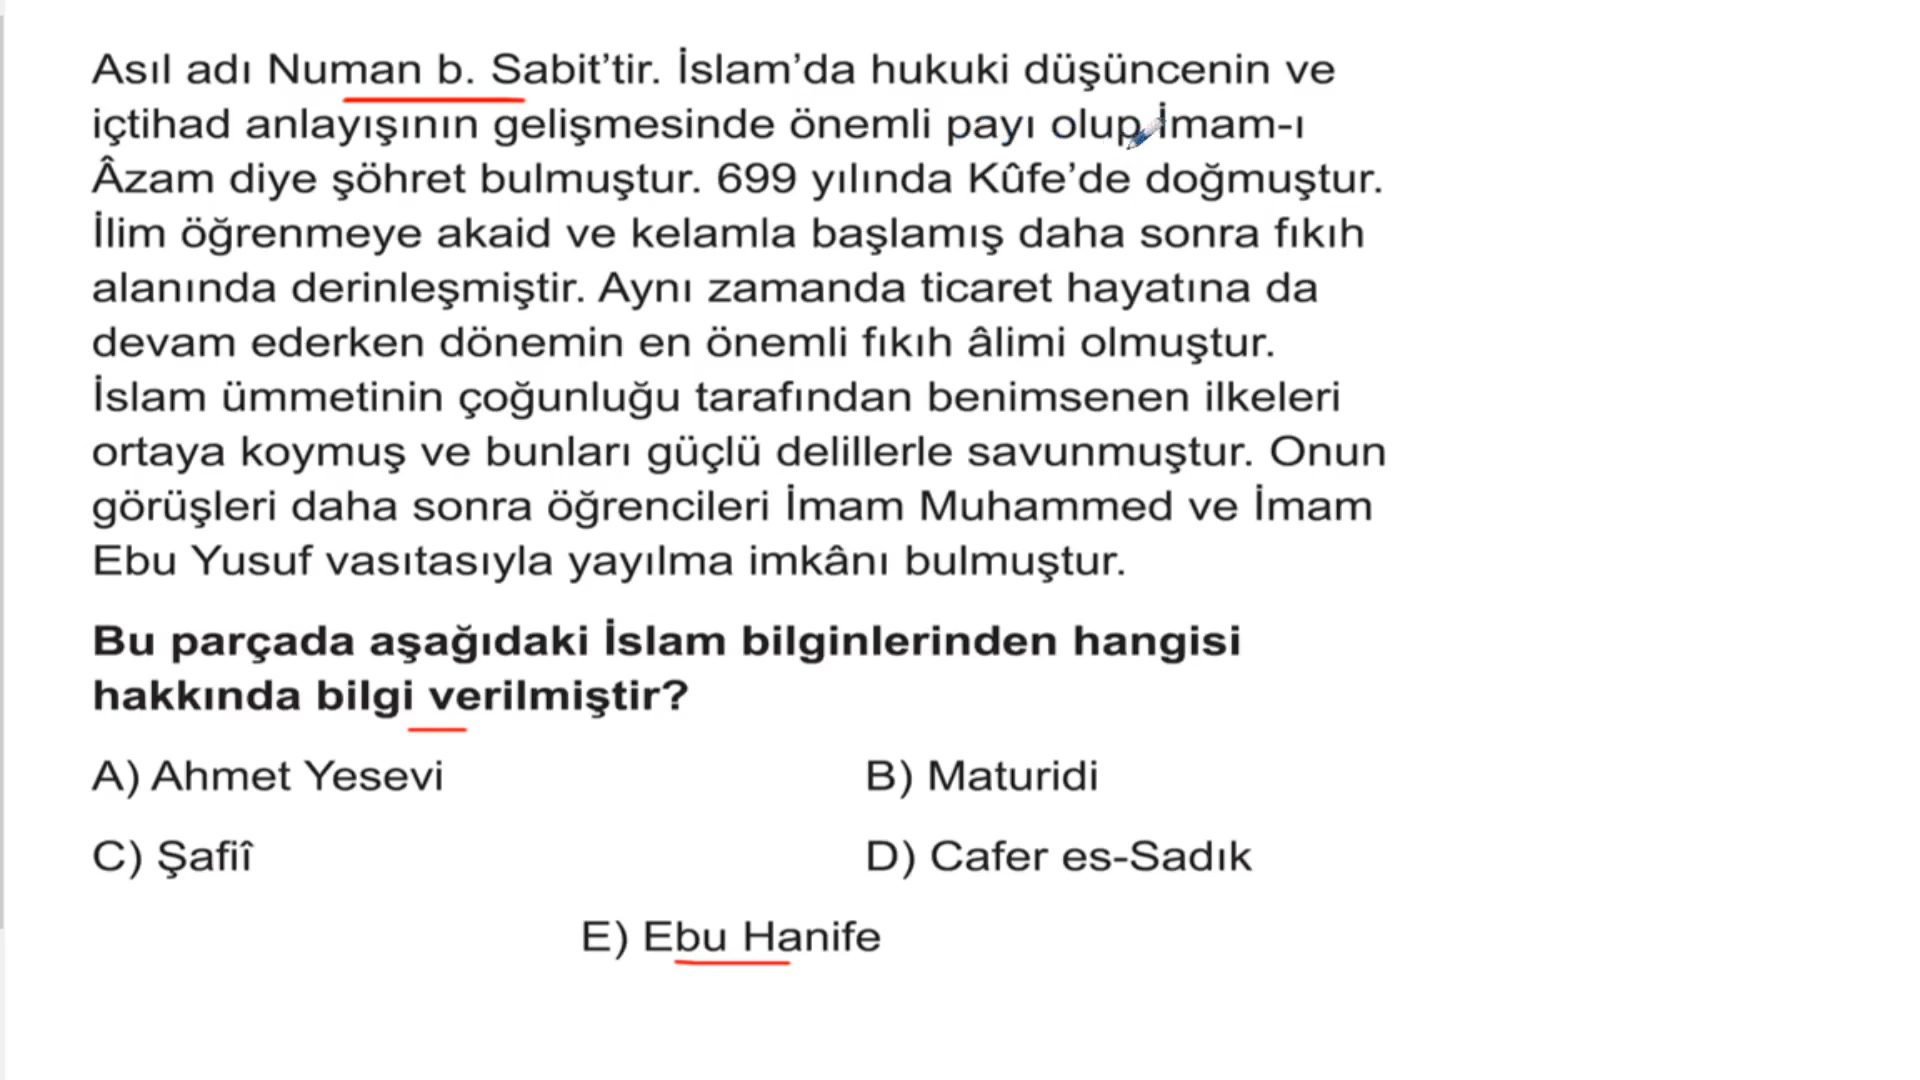 Asıl adı Numan b. Sabit’tir. İslam’da hukuki düşüncenin ve
içtihad anlayışının gelişmesinde önemli payı olup İmam-ı
Âzam diye şöhret bulmuştur. 699 yılında Kûfe’de doğmuştur.
İlim öğrenmeye akaid ve kelamla başlamış daha sonra fıkıh
alanında derinleşmiştir. Aynı zamanda ticaret hayatına da
devam ederken dönemin en önemli fıkıh âlimi olmuştur.
İslam ümmetinin çoğunluğu tarafından benimsenen ilkeleri
ortaya koymuş ve bunları güçlü delillerle savunmuştur. Onun
görüşleri daha sonra öğrencileri İmam Muhammed ve İmam
Ebu Yusuf vasıtasıyla yayılma imkânı bulmuştur.
Bu parçada aşağıdaki İslam bilginlerinden hangisi
hakkında bilgi verilmiştir?
A) Ahmet Yesevi
B) Maturidi
C) Şafiî
D) Cafer es-Sadık
E) Ebu Hanife